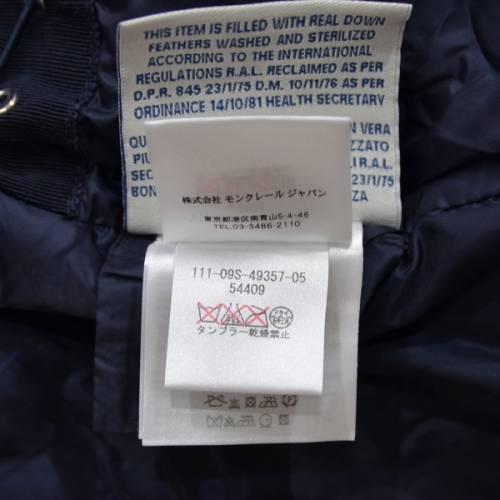 THIS ITEM IS FILLED WITH REAL DOWN
FEATHERS WASHED AND STERILIZED
ACCORDING TO THE INTERNATIONAL
REGULATIONS R.A.L. RECLAIMED AS PER
D.P.R. 845 23/1/75 D.M. 10/11/76 AND PER
ORDINANCE 14/10/81 HEALTH SECRETARY
株式会社 モンクレール ジャパン
東京都港区南青山5-4-46
TEL.03-3486-2110
111-09S-49357-05
54409
タンブラー乾燥禁止